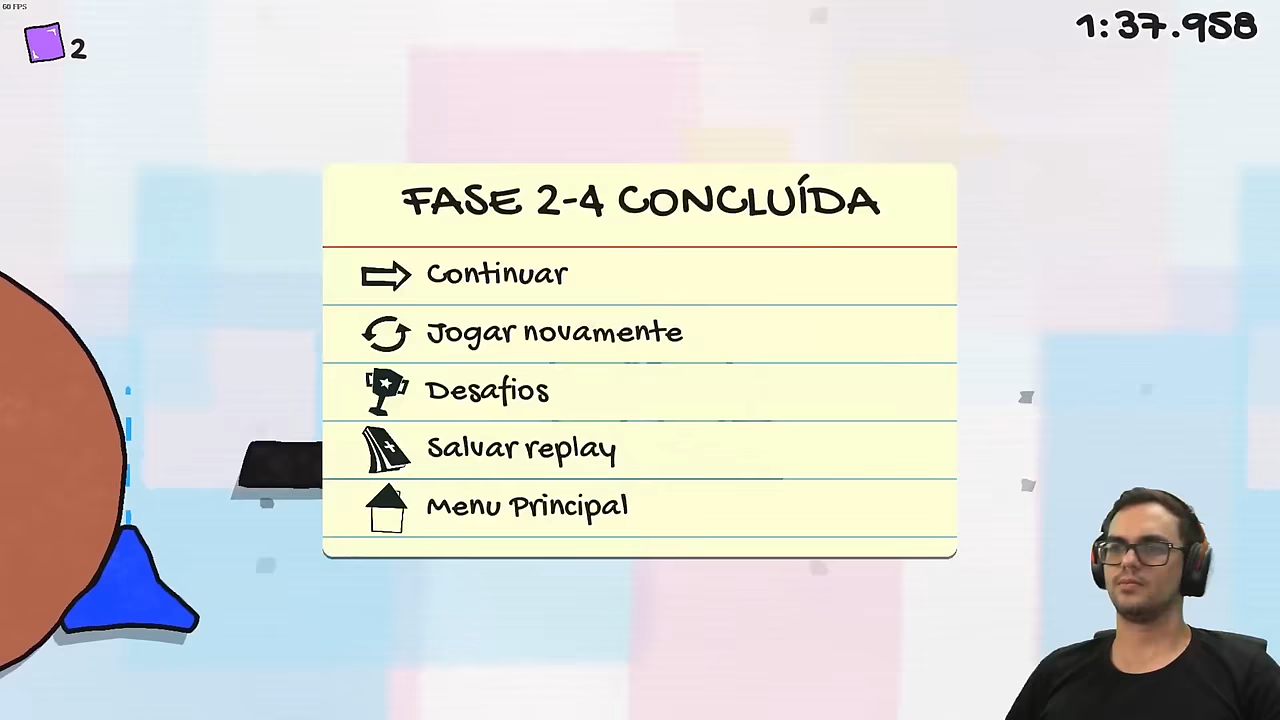 60 FPS
2
1:37.958
FASE 2-4 CONCLUÍDA
Continuar
Jogar novamente
Desafios
Salvar replay
Menu Principal